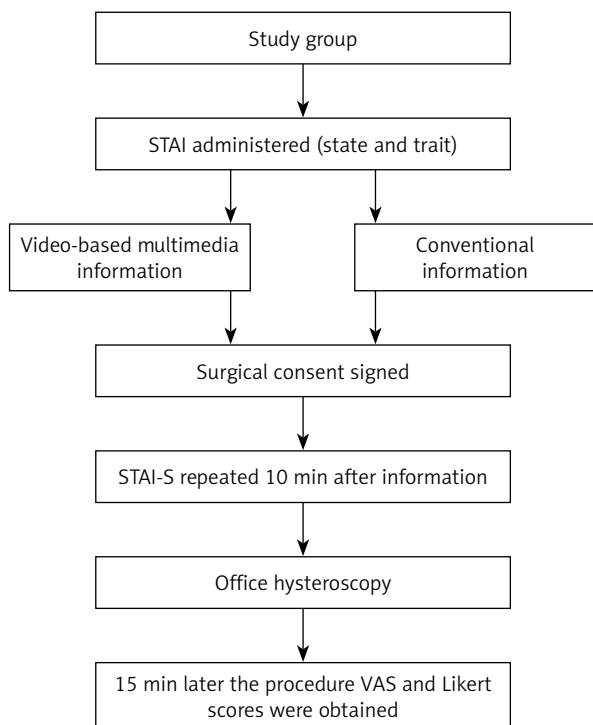 Study group
STAI administered (state and trait)
Video-based multimedia
information
Conventional
information
Surgical consent signed
STAI-S repeated 10 min after information
Office hysteroscopy
15 min later the procedure VAS and Likert
scores were obtained